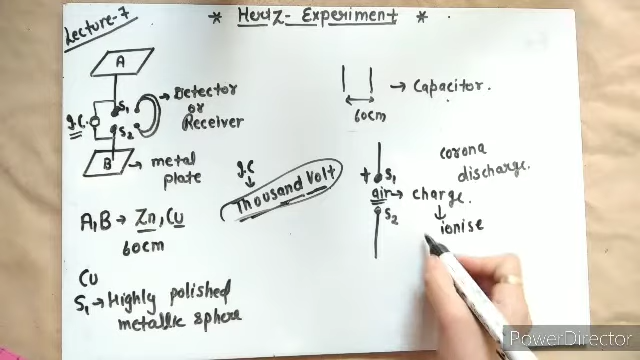 Lecture-7
* Hertz- Experiment *
A
S1
S2
I.C.
→ Detector
or
Receiver
B
→ metal
plate
A,B → Zn, Cu
60cm
Cu
S1 → Highly polished
metallic sphere
I.C
↓
Thousand Volt
→ Capacitor.
60cm
+ S1
air → charge.
↓
ionise
S2
corona
discharge.
PowerDirector